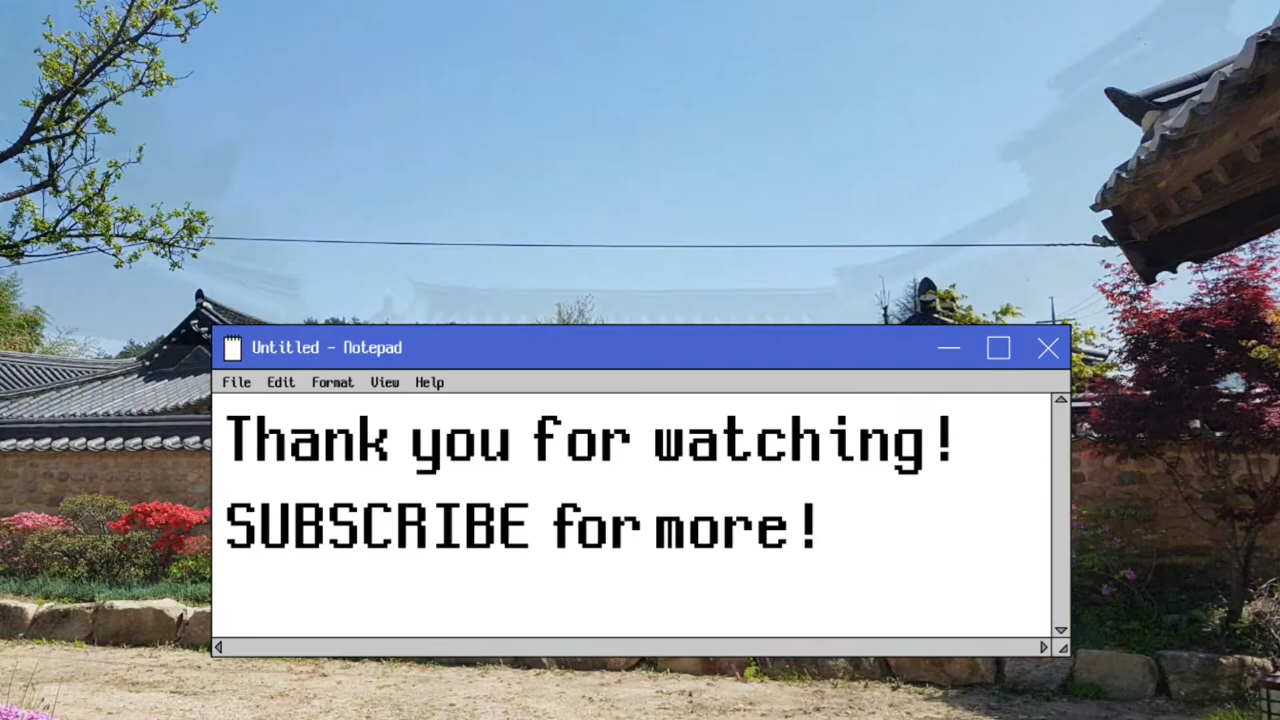 Untitled - Notepad
File Edit Format View Help
Thank you for watching!
SUBSCRIBE for more!